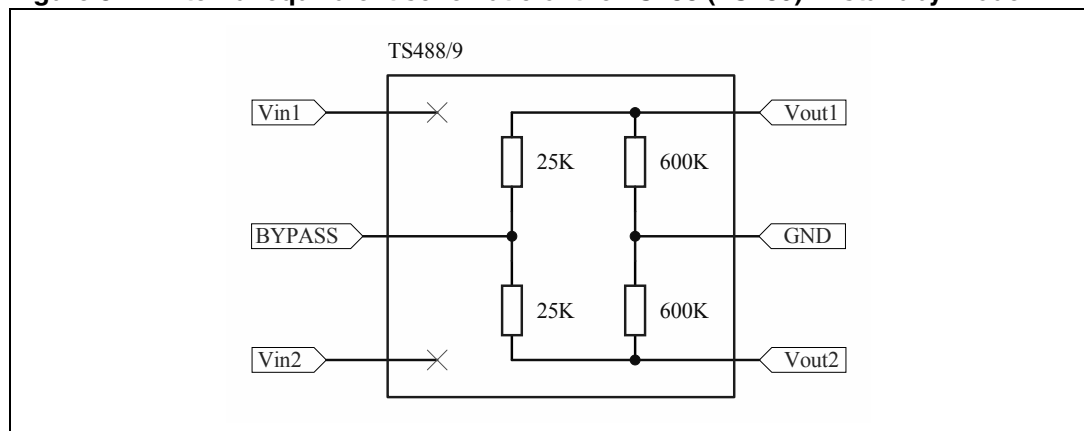 TS488/9
Vin1
Vout1
25K
600K
BYPASS
GND
25K
600K
Vin2
Vout2